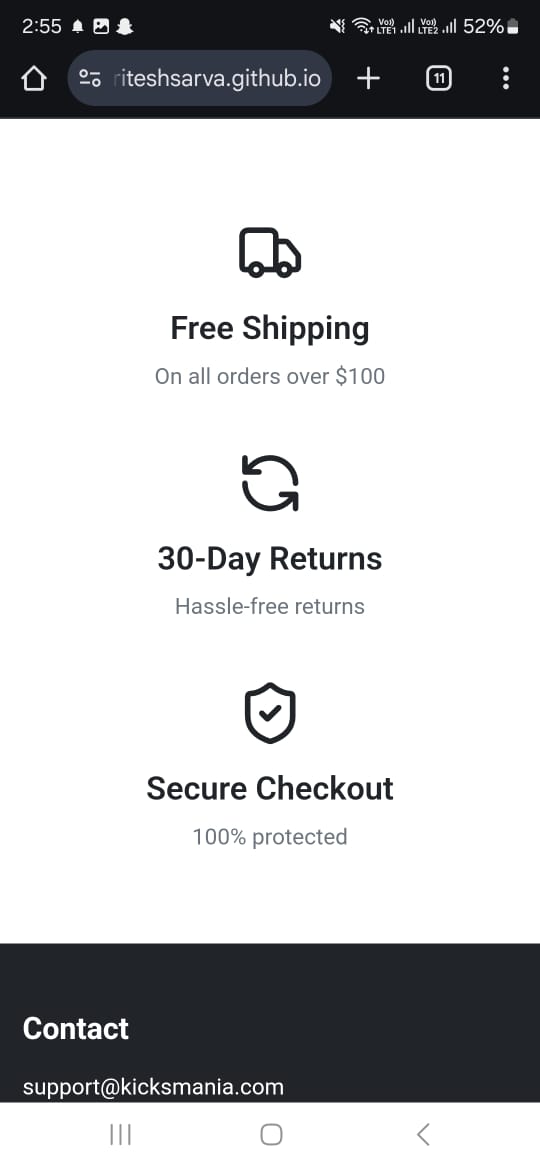 2:55
Vo) LTE1 Vo) LTE2 52%
riteshsarva.github.io
11
Free Shipping
On all orders over $100
30-Day Returns
Hassle-free returns
Secure Checkout
100% protected
Contact
support@kicksmania.com